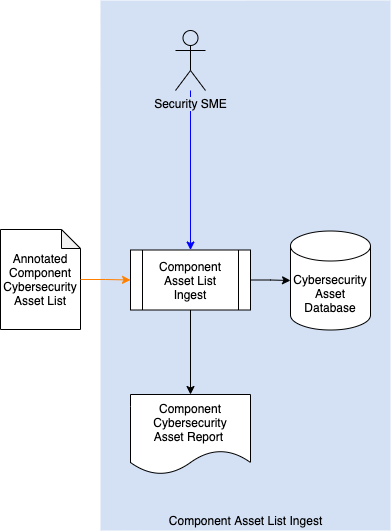 Security SME
Annotated
Component
Cybersecurity
Asset List
Component
Asset List
Ingest
Cybersecurity
Asset
Database
Component
Cybersecurity
Asset Report
Component Asset List Ingest